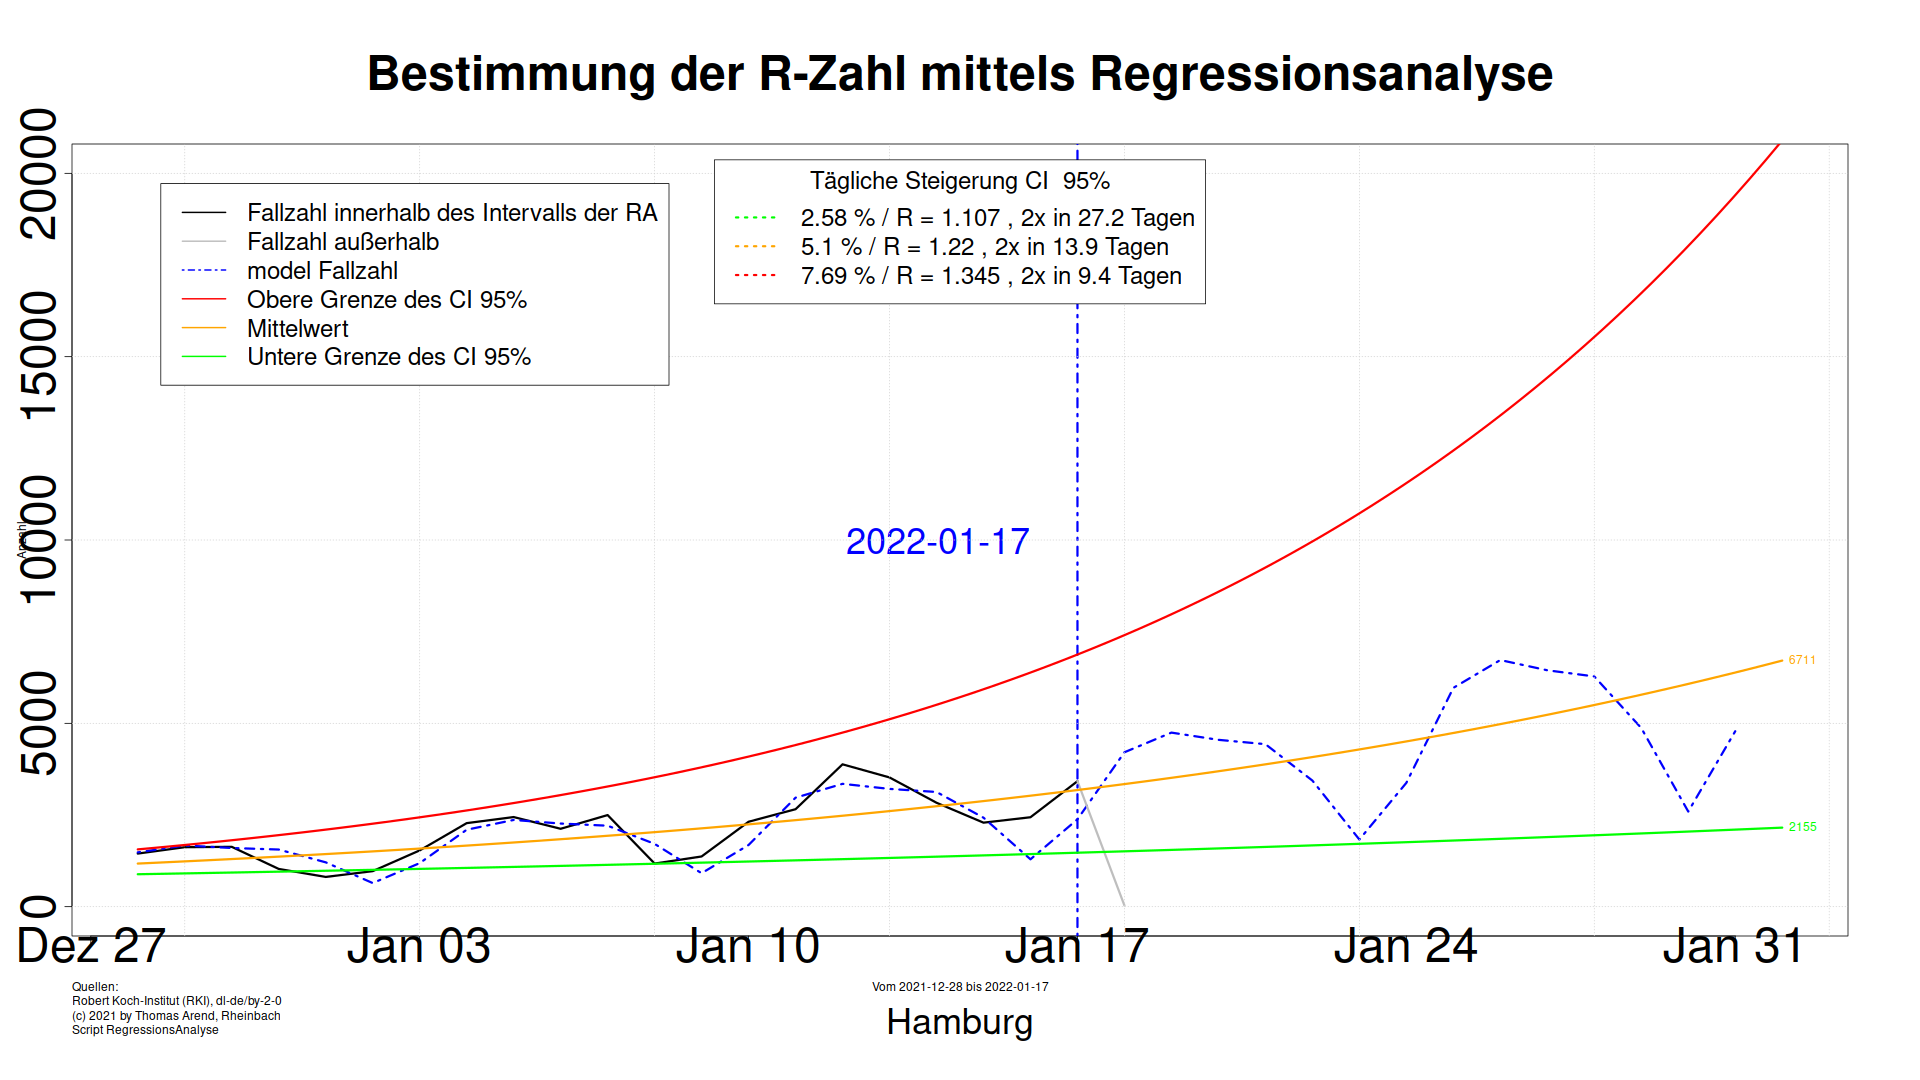 Bestimmung der R-Zahl mittels Regressionsanalyse
Anzahl
20000
15000
10000
5000
0
Fallzahl innerhalb des Intervalls der RA
Fallzahl außerhalb
model Fallzahl
Obere Grenze des CI 95%
Mittelwert
Untere Grenze des CI 95%
Tägliche Steigerung CI 95%
2.58 % / R = 1.107 , 2x in 27.2 Tagen
5.1 % / R = 1.22 , 2x in 13.9 Tagen
7.69 % / R = 1.345 , 2x in 9.4 Tagen
2022-01-17
6711
2155
Dez 27 Jan 03 Jan 10 Jan 17 Jan 24 Jan 31
Vom 2021-12-28 bis 2022-01-17
Hamburg
Quellen:
Robert Koch-Institut (RKI), dl-de/by-2-0
(c) 2021 by Thomas Arend, Rheinbach
Script RegressionsAnalyse